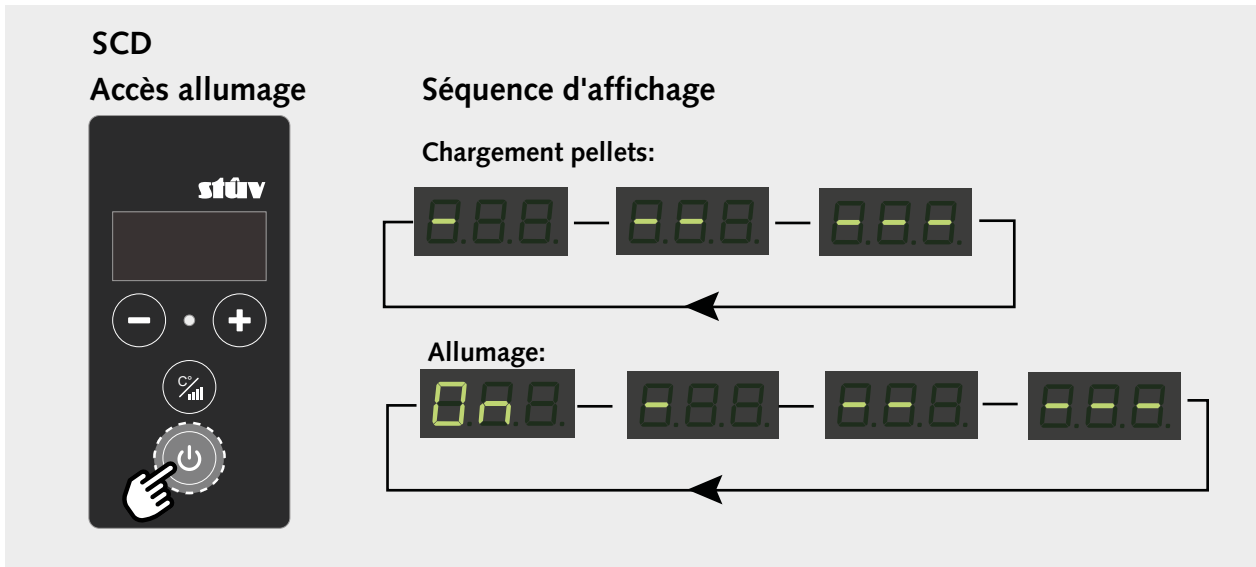 SCD
Accès allumage
stûv
C°/
Séquence d'affichage
Chargement pellets:
- -- ---
Allumage:
On - -- ---